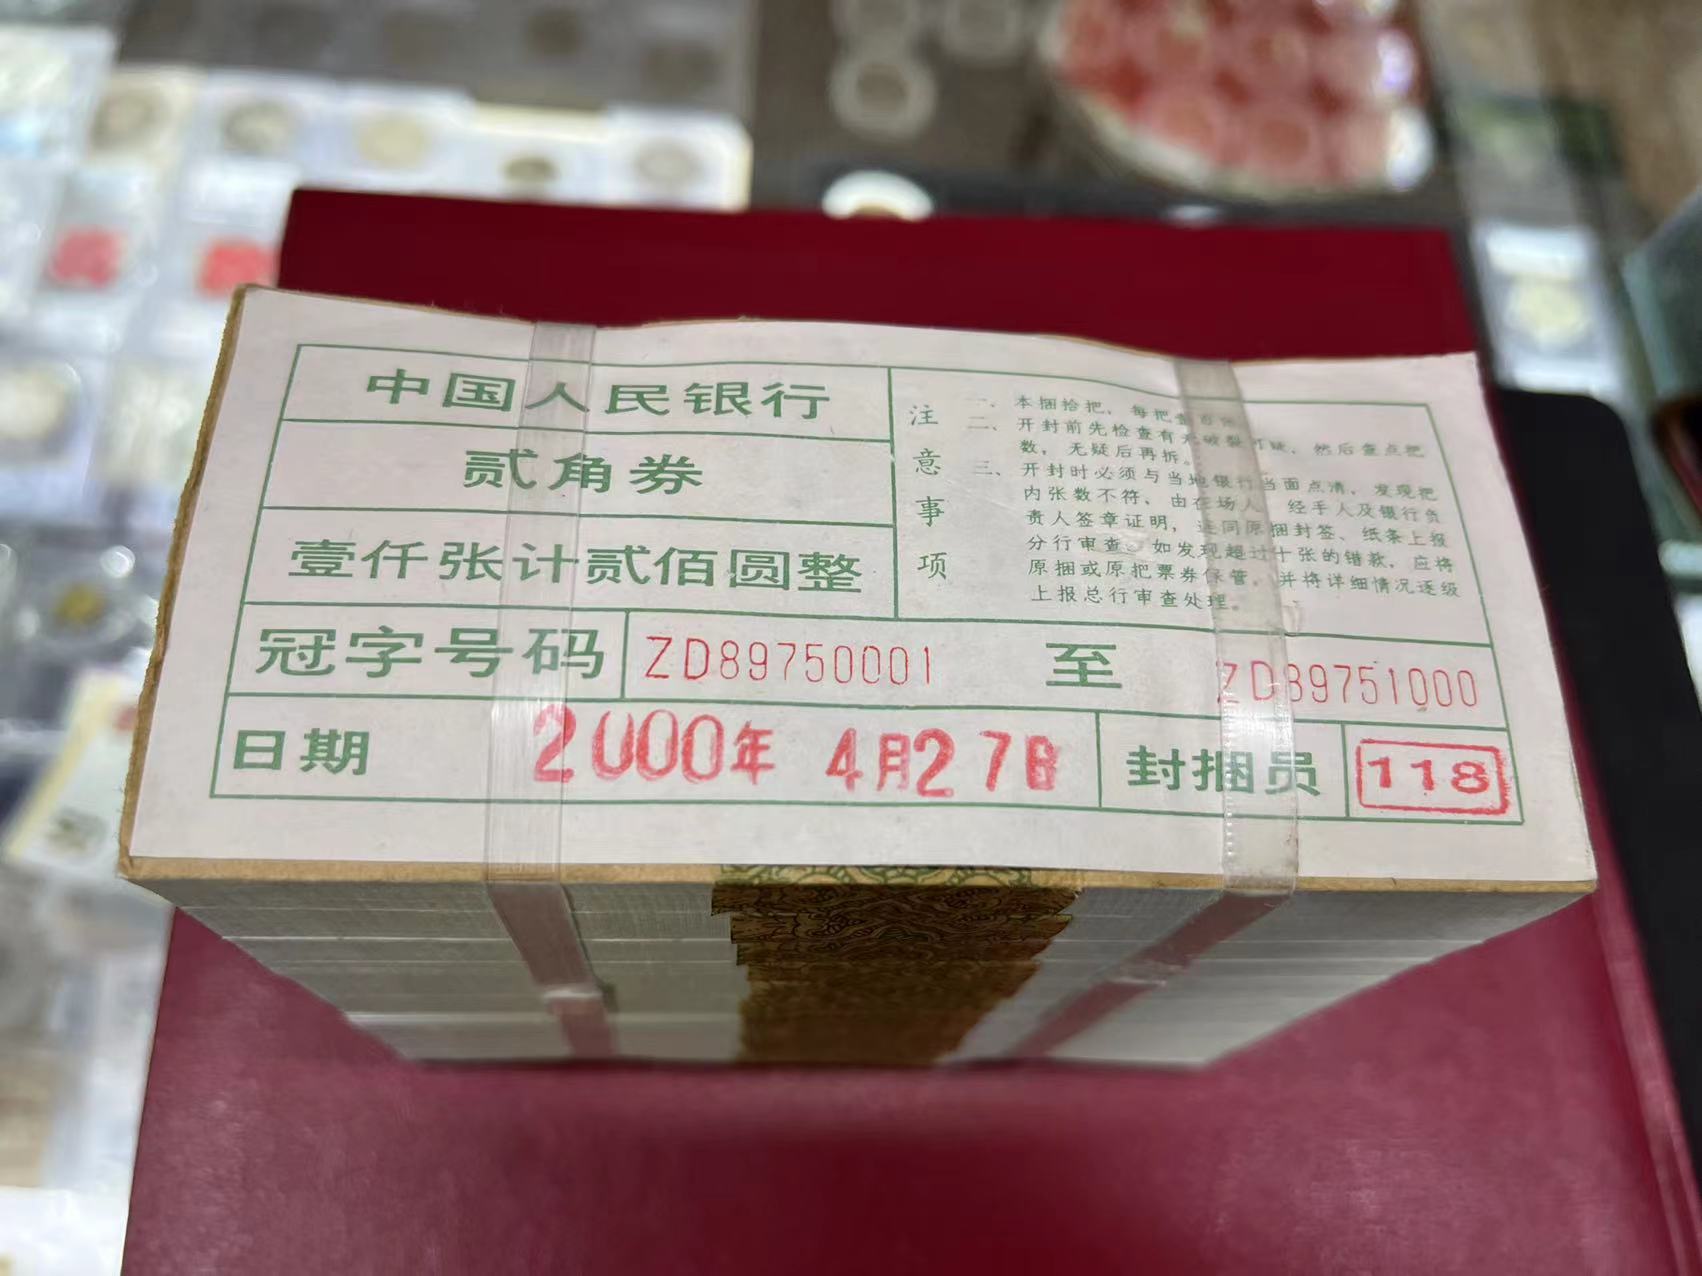 中国人民银行
贰角券
壹仟张计贰佰圆整
注意事项
一、本捆拾把，每把壹百张
二、开封前先检查有无破裂可疑，然后查点把
数，无疑后再拆。
三、开封时必须与当地银行当面点清，发现把
内张数不符，由在场人、经手人及银行负
责人签章证明，连同原捆封签、纸条上报
分行审查。如发现超过十张的错款，应将
原捆或原把票券保管，并将详细情况逐级
上报总行审查处理。
冠字号码 ZD89750001 至 ZD89751000
日期 2000年 4月27日 封捆员 118